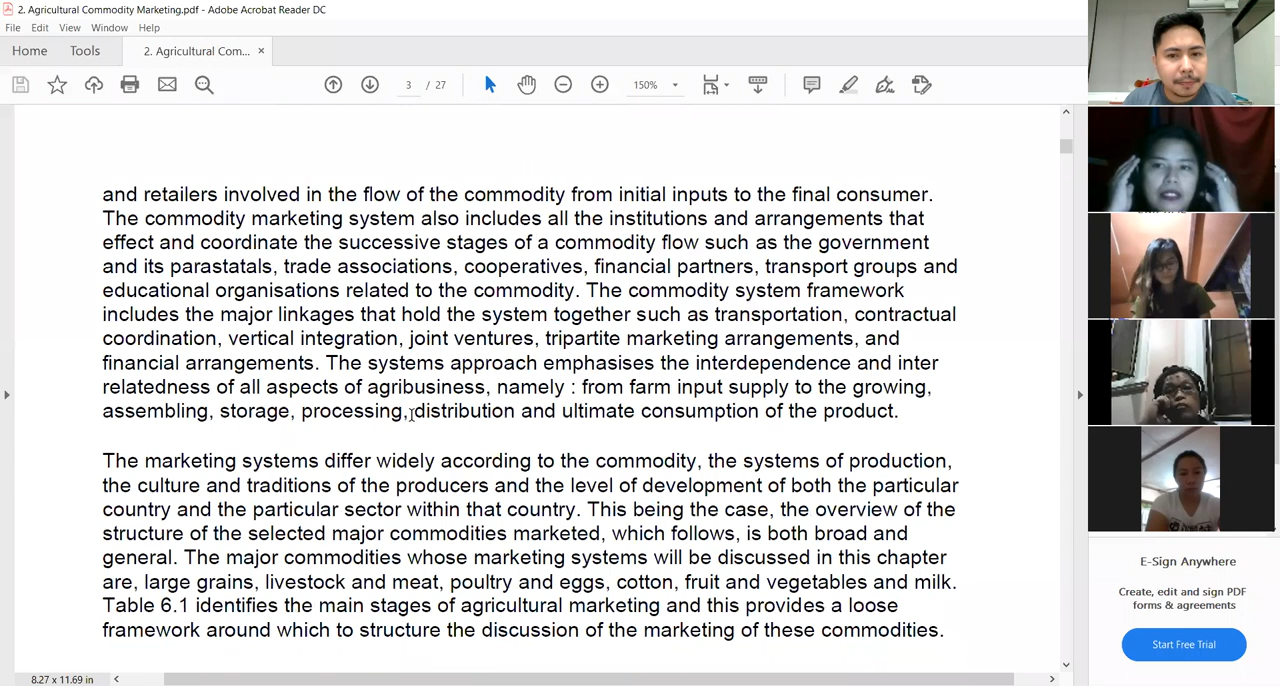 2. Agricultural Commodity Marketing.pdf - Adobe Acrobat Reader DC
File Edit View Window Help
Home Tools 2. Agricultural Com... ×
3 / 27 150%
and retailers involved in the flow of the commodity from initial inputs to the final consumer.
The commodity marketing system also includes all the institutions and arrangements that
effect and coordinate the successive stages of a commodity flow such as the government
and its parastatals, trade associations, cooperatives, financial partners, transport groups and
educational organisations related to the commodity. The commodity system framework
includes the major linkages that hold the system together such as transportation, contractual
coordination, vertical integration, joint ventures, tripartite marketing arrangements, and
financial arrangements. The systems approach emphasises the interdependence and inter
relatedness of all aspects of agribusiness, namely : from farm input supply to the growing,
assembling, storage, processing, distribution and ultimate consumption of the product.
The marketing systems differ widely according to the commodity, the systems of production,
the culture and traditions of the producers and the level of development of both the particular
country and the particular sector within that country. This being the case, the overview of the
structure of the selected major commodities marketed, which follows, is both broad and
general. The major commodities whose marketing systems will be discussed in this chapter
are, large grains, livestock and meat, poultry and eggs, cotton, fruit and vegetables and milk.
Table 6.1 identifies the main stages of agricultural marketing and this provides a loose
framework around which to structure the discussion of the marketing of these commodities.
8.27 x 11.69 in
E-Sign Anywhere
Create, edit and sign PDF
forms & agreements
Start Free Trial